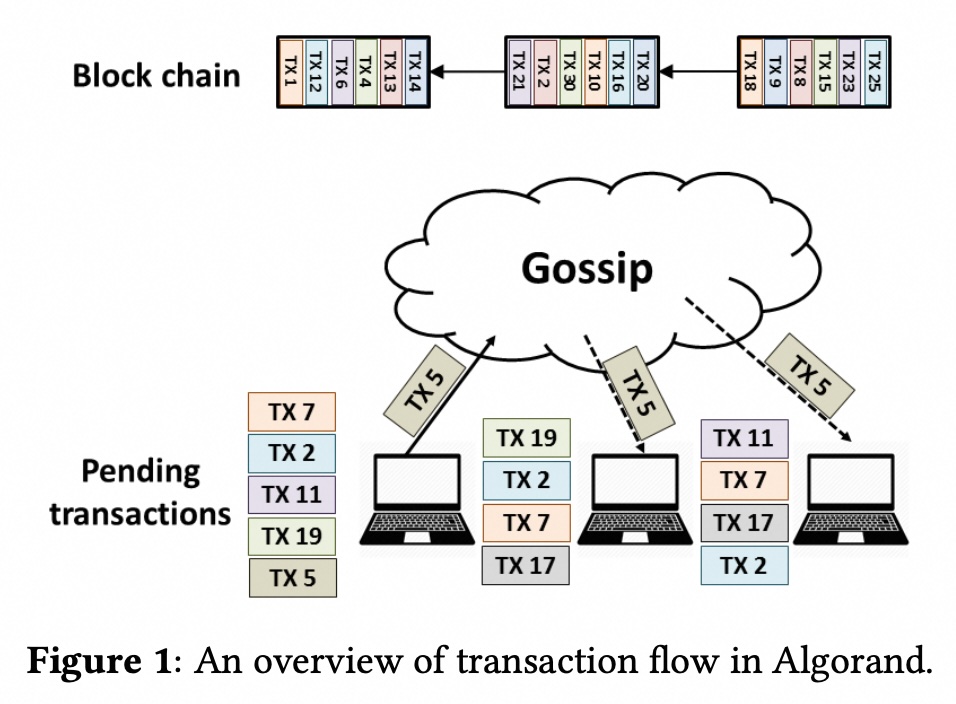 Block chain
TX 1
TX 12
TX 6
TX 4
TX 13
TX 14
TX 21
TX 2
TX 30
TX 10
TX 16
TX 20
TX 18
TX 9
TX 8
TX 15
TX 23
TX 25
Gossip
TX 5
TX 5
TX 5
Pending
transactions
TX 7
TX 2
TX 11
TX 19
TX 5
TX 19
TX 2
TX 7
TX 17
TX 11
TX 7
TX 17
TX 2
Figure 1: An overview of transaction flow in Algorand.